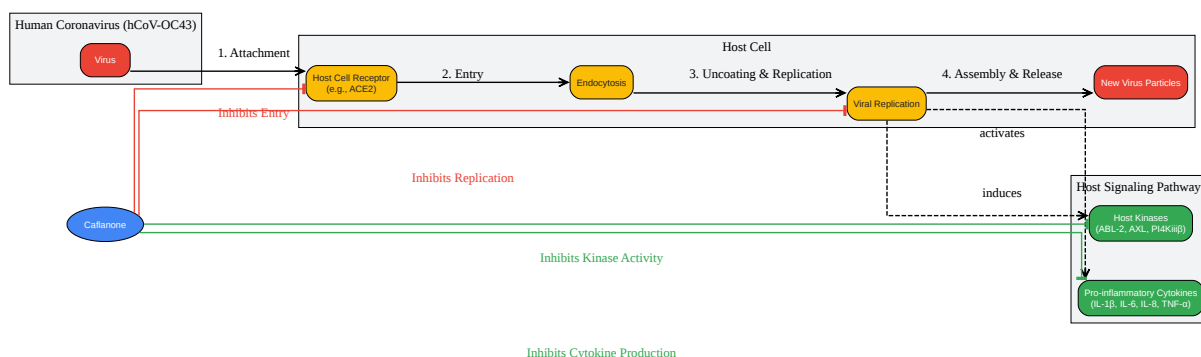 Human Coronavirus (hCoV-OC43)
Virus
1. Attachment
Host Cell
Host Cell Receptor
(e.g., ACE2)
2. Entry
Endocytosis
3. Uncoating & Replication
Viral Replication
4. Assembly & Release
New Virus Particles
Inhibits Entry
activates
Inhibits Replication
induces
Host Signaling Pathway
Caflanone
Host Kinases
(ABL-2, AXL, PI4Kiiiβ)
Inhibits Kinase Activity
Pro-inflammatory Cytokines
(IL-1β, IL-6, IL-8, TNF-α)
Inhibits Cytokine Production